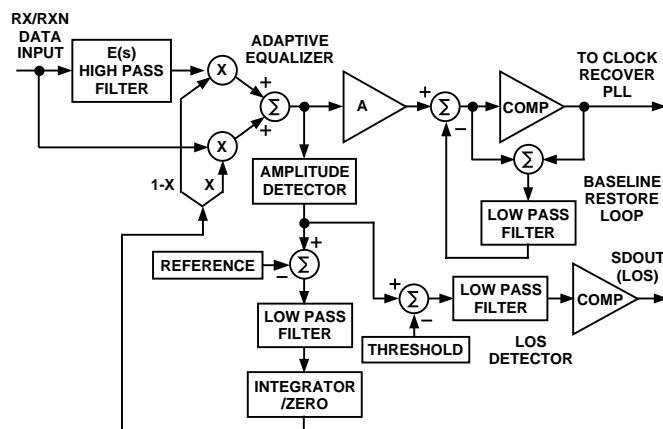 RX/RXN
DATA
INPUT
E(s)
HIGH PASS
FILTER
X
ADAPTIVE
EQUALIZER
+
Σ
+
X
1-X
X
A
+
Σ
−
COMP
TO CLOCK
RECOVER
PLL
Σ
BASELINE
RESTORE
LOOP
LOW PASS
FILTER
AMPLITUDE
DETECTOR
REFERENCE
+
Σ
−
LOW PASS
FILTER
INTEGRATOR
/ZERO
+
Σ
−
THRESHOLD
LOW PASS
FILTER
LOS
DETECTOR
COMP
SDOUT
(LOS)